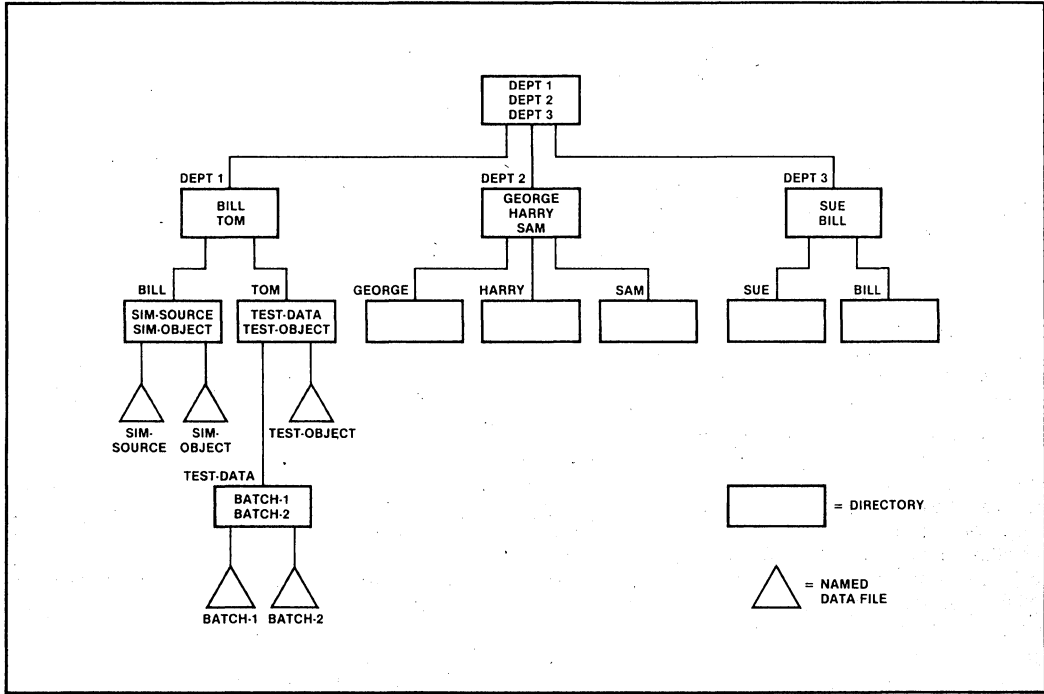 DEPT 1
DEPT 2
DEPT 3
DEPT 1
DEPT 2
DEPT 3
BILL
TOM
GEORGE
HARRY
SAM
SUE
BILL
BILL
TOM
GEORGE
HARRY
SAM
SUE
BILL
SIM-SOURCE
SIM-OBJECT
TEST-DATA
TEST-OBJECT
SIM-
SOURCE
SIM-
OBJECT
TEST-OBJECT
TEST-DATA
BATCH-1
BATCH-2
BATCH-1
BATCH-2
= DIRECTORY
= NAMED
DATA FILE